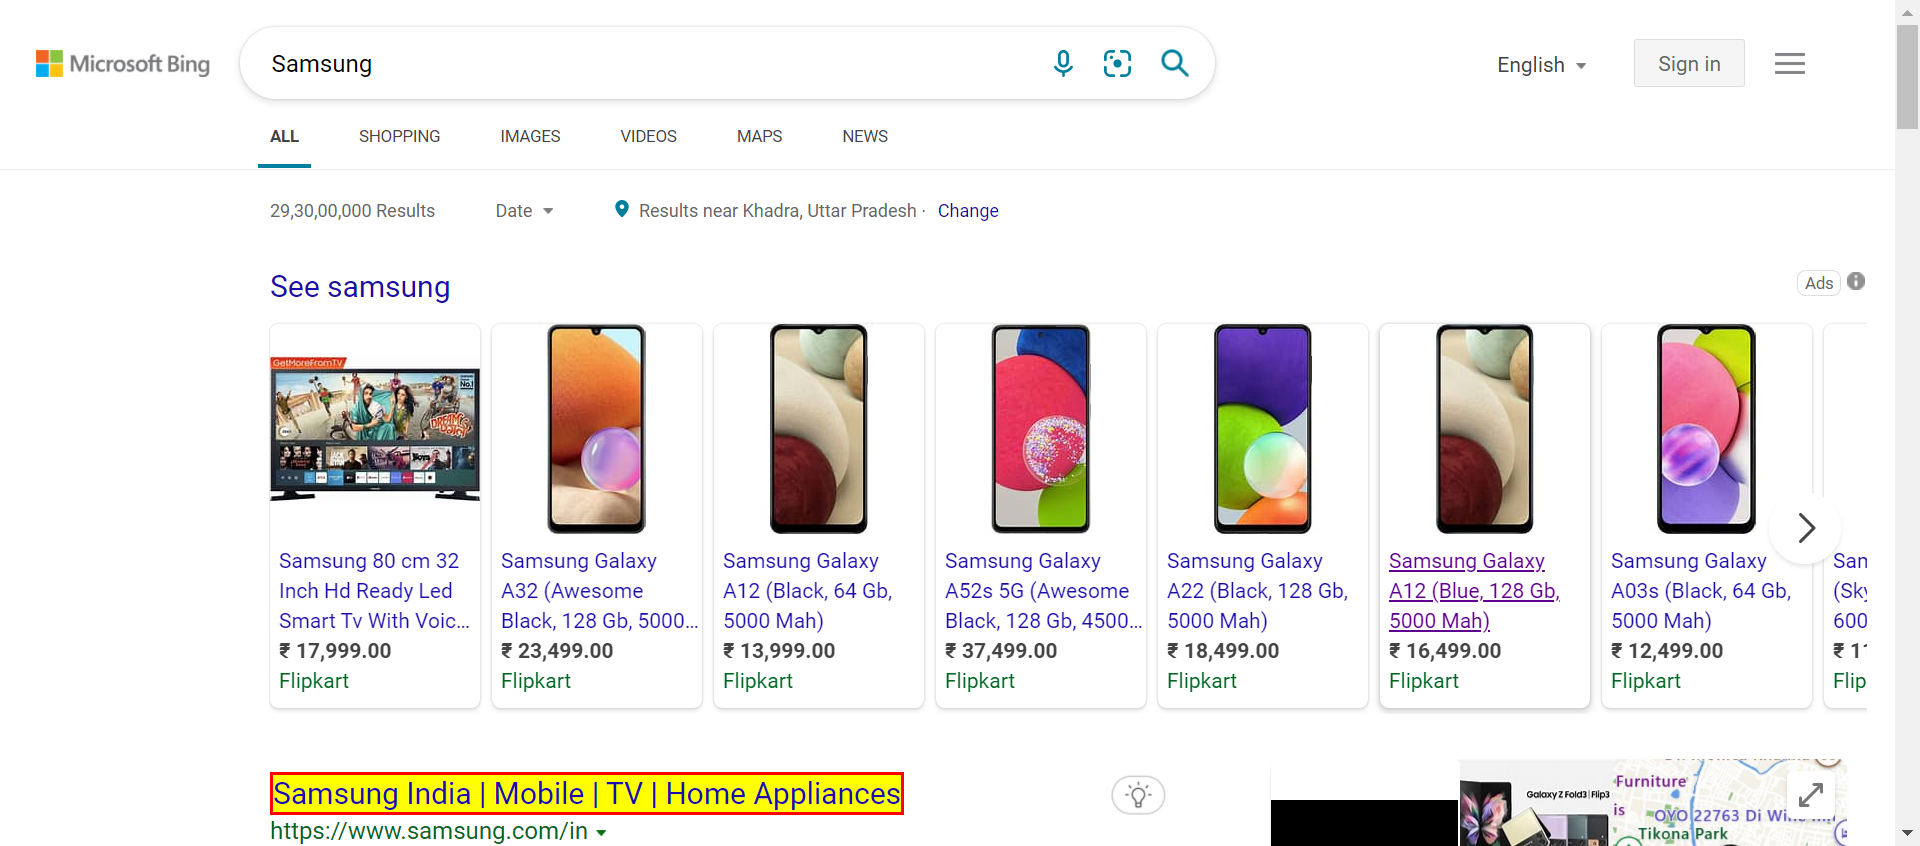 Microsoft Bing
Samsung
English
Sign in
ALL
SHOPPING
IMAGES
VIDEOS
MAPS
NEWS
29,30,00,000 Results
Date
Results near Khadra, Uttar Pradesh ·
Change
See samsung
Ads
GetMoreFromTV
Samsung 80 cm 32
Inch Hd Ready Led
Smart Tv With Voic...
₹ 17,999.00
Flipkart
Samsung Galaxy
A32 (Awesome
Black, 128 Gb, 5000...
₹ 23,499.00
Flipkart
Samsung Galaxy
A12 (Black, 64 Gb,
5000 Mah)
₹ 13,999.00
Flipkart
Samsung Galaxy
A52s 5G (Awesome
Black, 128 Gb, 4500...
₹ 37,499.00
Flipkart
Samsung Galaxy
A22 (Black, 128 Gb,
5000 Mah)
₹ 18,499.00
Flipkart
Samsung Galaxy
A12 (Blue, 128 Gb,
5000 Mah)
₹ 16,499.00
Flipkart
Samsung Galaxy
A03s (Black, 64 Gb,
5000 Mah)
₹ 12,499.00
Flipkart
Samsung India | Mobile | TV | Home Appliances
https://www.samsung.com/in
Galaxy Z Fold3 | Flip3
Furniture
is
OYO 22763 Di
Tikona Park